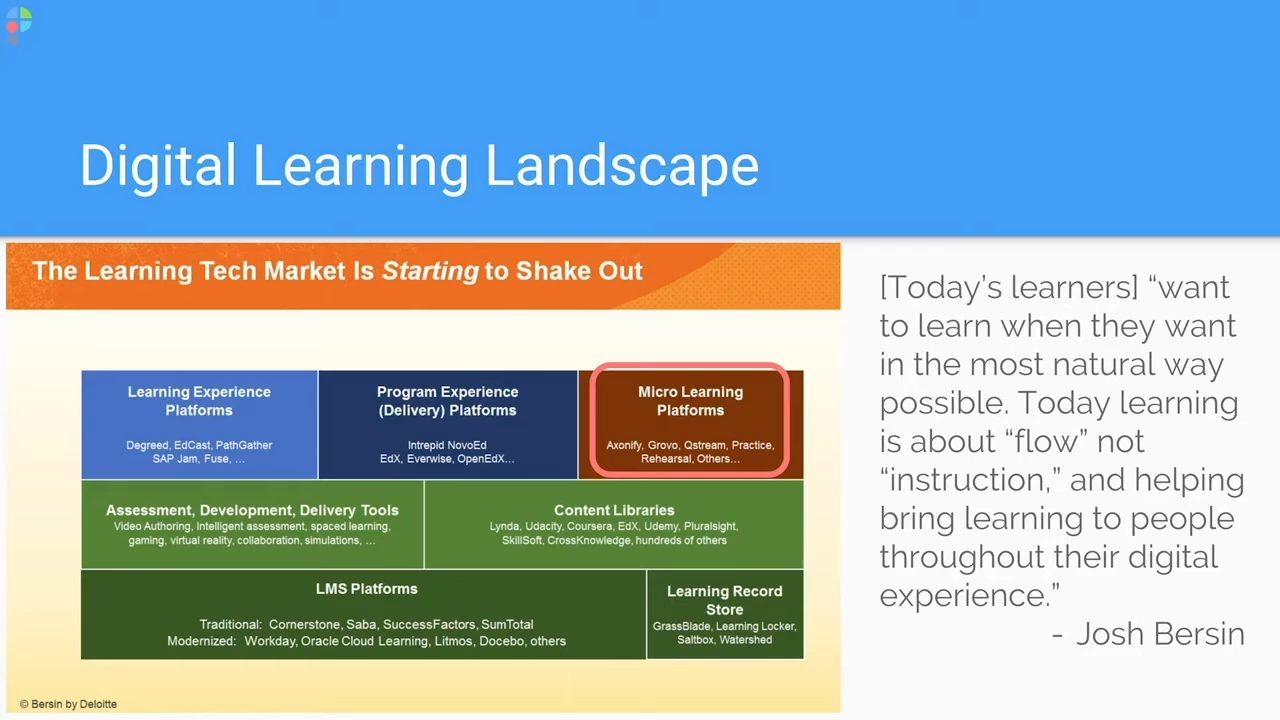 Digital Learning Landscape
The Learning Tech Market Is Starting to Shake Out
Learning Experience
Platforms
Degreed, EdCast, PathGather
SAP Jam, Fuse, ...
Program Experience
(Delivery) Platforms
Intrepid NovoEd
EdX, Everwise, OpenEdX...
Micro Learning
Platforms
Axonify, Grovo, Qstream, Practice,
Rehearsal, Others...
Assessment, Development, Delivery Tools
Video Authoring, Intelligent assessment, spaced learning,
gaming, virtual reality, collaboration, simulations, ...
Content Libraries
Lynda, Udacity, Coursera, EdX, Udemy, Pluralsight,
SkillSoft, CrossKnowledge, hundreds of others
LMS Platforms
Traditional: Cornerstone, Saba, SuccessFactors, SumTotal
Modernized: Workday, Oracle Cloud Learning, Litmos, Docebo, others
Learning Record
Store
GrassBlade, Learning Locker,
Saltbox, Watershed
© Bersin by Deloitte
[Today's learners] “want
to learn when they want
in the most natural way
possible. Today learning
is about “flow” not
“instruction,” and helping
bring learning to people
throughout their digital
experience.”
- Josh Bersin